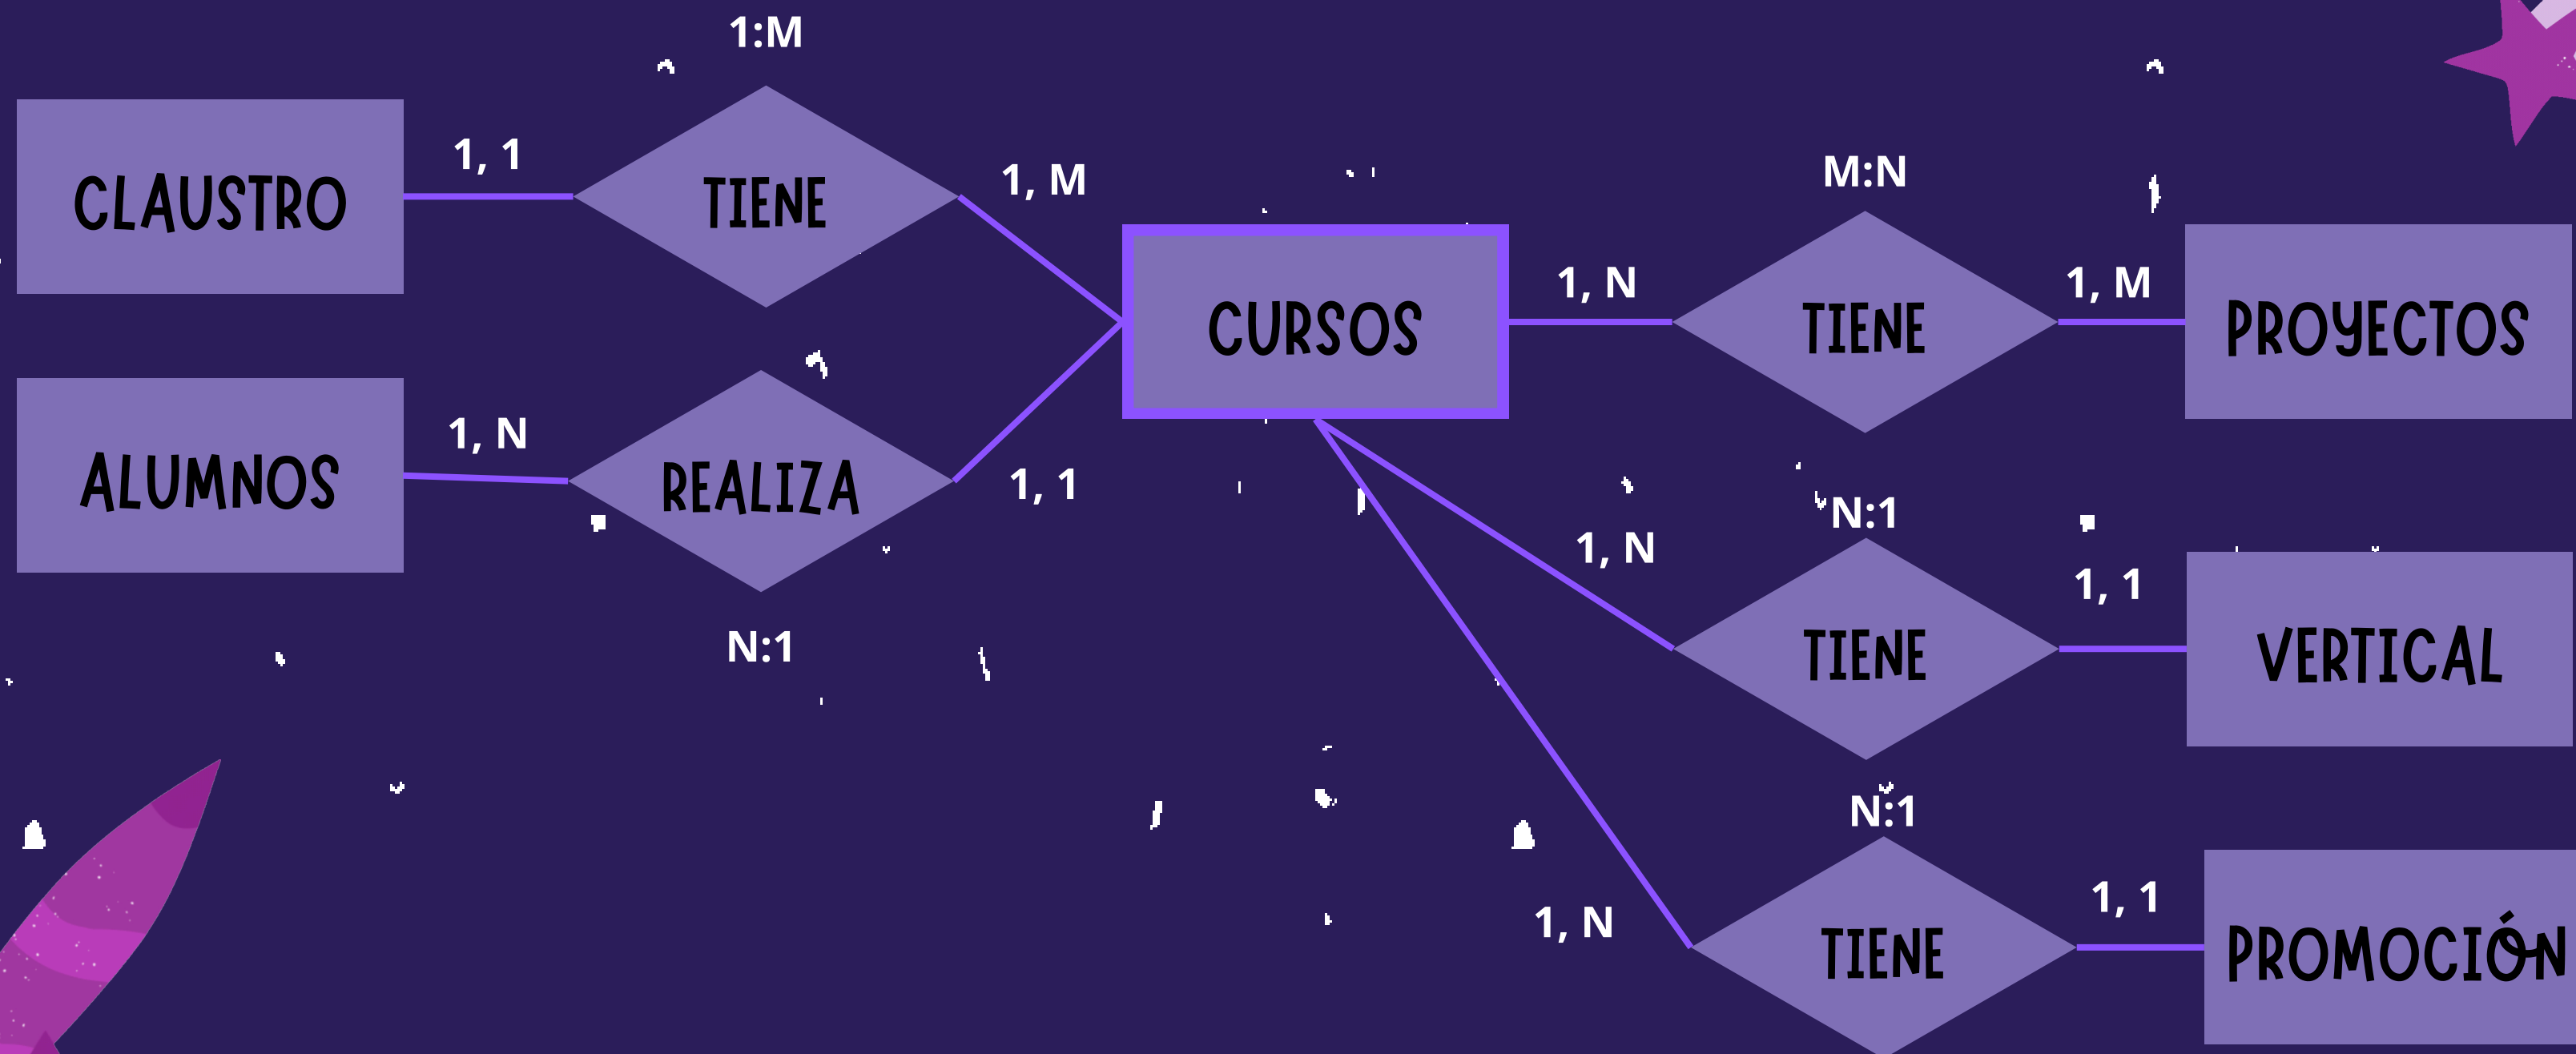 1:M
CLAUSTRO
1, 1
TIENE
1, M
ALUMNOS
1, N
REALIZA
1, 1
N:1
CURSOS
M:N
1, N
TIENE
1, M
PROYECTOS
N:1
1, N
TIENE
1, 1
VERTICAL
N:1
1, N
TIENE
1, 1
PROMOCIÓN